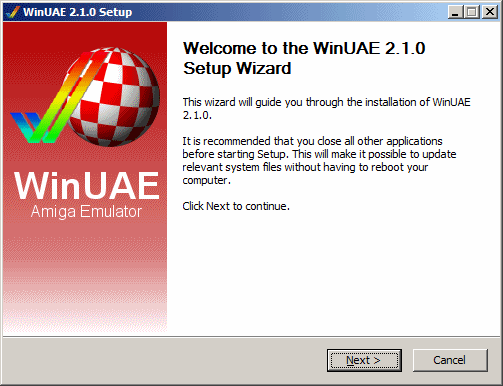 WinUAE 2.1.0 Setup
Welcome to the WinUAE 2.1.0
Setup Wizard
This wizard will guide you through the installation of WinUAE
2.1.0.
It is recommended that you close all other applications
before starting Setup. This will make it possible to update
relevant system files without having to reboot your
computer.
Click Next to continue.
WinUAE
Amiga Emulator
Next >
Cancel